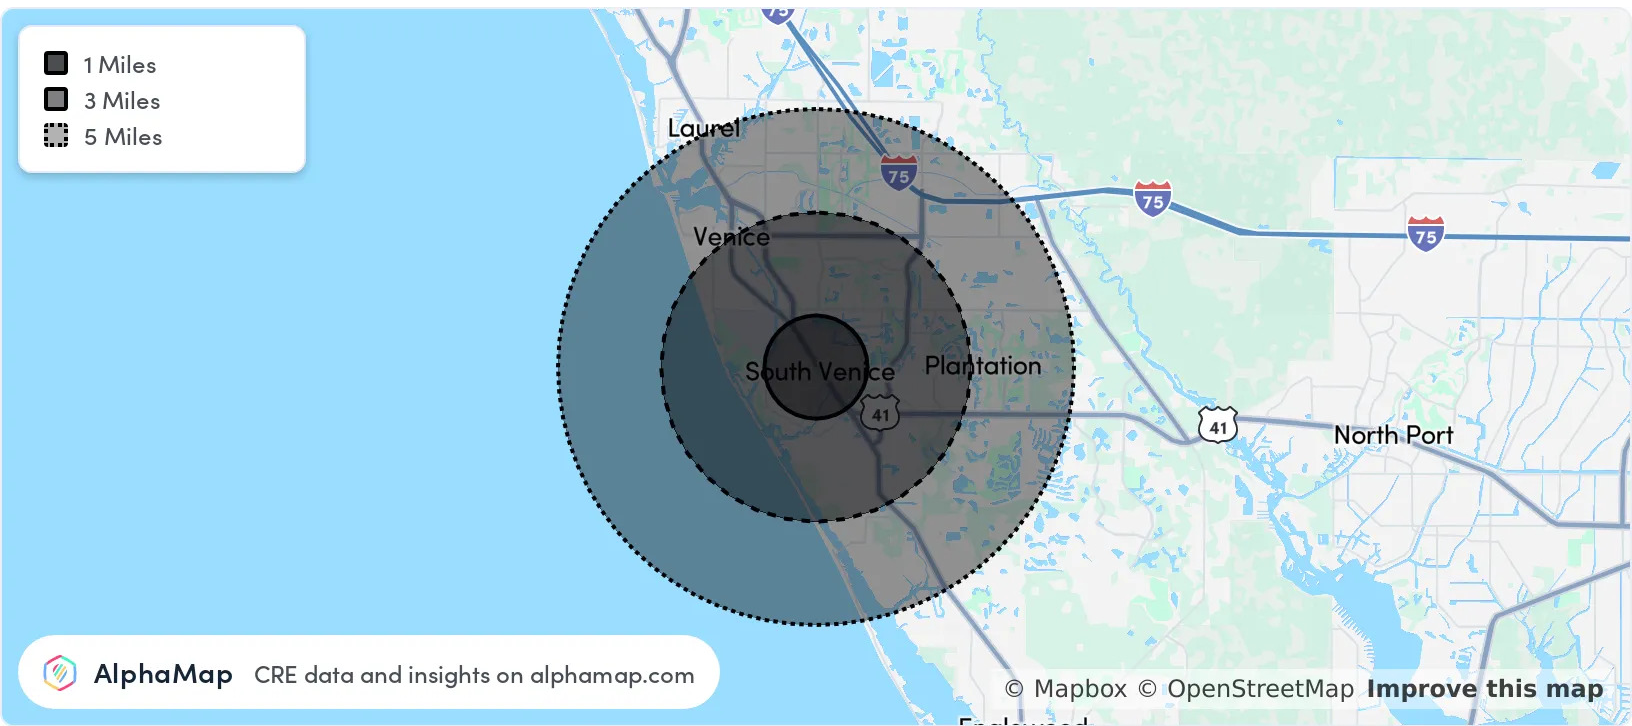 1 Miles
3 Miles
5 Miles
75
Laurel
75
75
Venice
75
South Venice
Plantation
41
41
North Port
AlphaMap CRE data and insights on alphamap.com
© Mapbox © OpenStreetMap Improve this map
Englewood